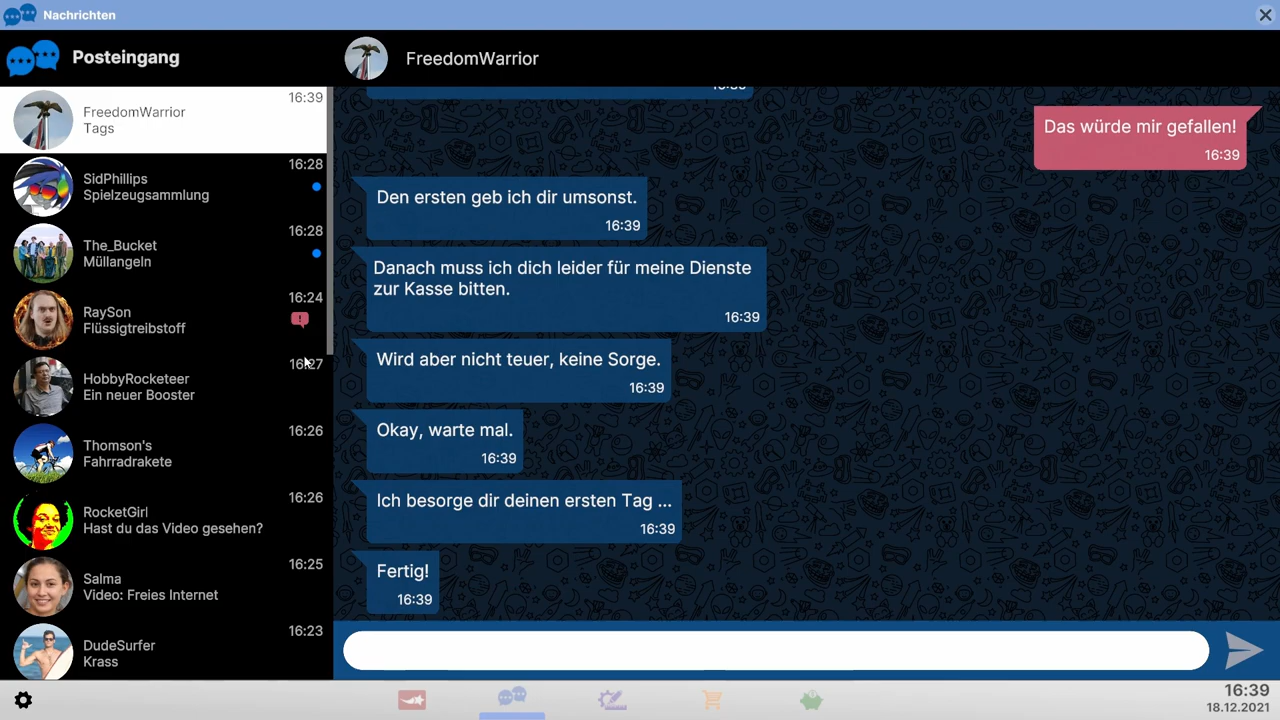 Nachrichten
Posteingang
FreedomWarrior
16:39
FreedomWarrior
Tags
16:28
SidPhillips
Spielzeugsammlung
16:28
The_Bucket
Müllangeln
16:24
RaySon
Flüssigtreibstoff
16:27
HobbyRocketeer
Ein neuer Booster
16:26
Thomson's
Fahrradrakete
16:26
RocketGirl
Hast du das Video gesehen?
16:25
Salma
Video: Freies Internet
16:23
DudeSurfer
Krass
Das würde mir gefallen!
16:39
Den ersten geb ich dir umsonst.
16:39
Danach muss ich dich leider für meine Dienste
zur Kasse bitten.
16:39
Wird aber nicht teuer, keine Sorge.
16:39
Okay, warte mal.
16:39
Ich besorge dir deinen ersten Tag ...
16:39
Fertig!
16:39
16:39
18.12.2021